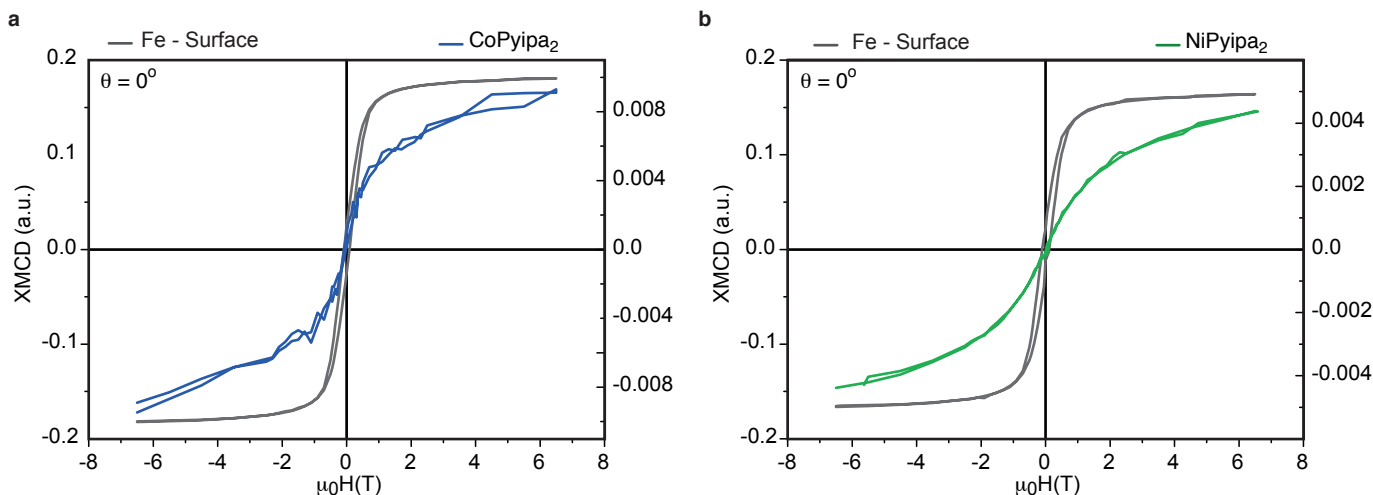 a
Fe - Surface
CoPyipa₂
θ = 0°
XMCD (a.u.)
0.2
0.1
0.0
-0.1
-0.2
0.008
0.004
0.0
-0.004
-0.008
-8 -6 -4 -2 0 2 4 6 8
μ₀H(T)
b
Fe - Surface
NiPyipa₂
θ = 0°
XMCD (a.u.)
0.2
0.1
0.0
-0.1
-0.2
0.004
0.002
0.0
-0.002
-0.004
-8 -6 -4 -2 0 2 4 6 8
μ₀H(T)